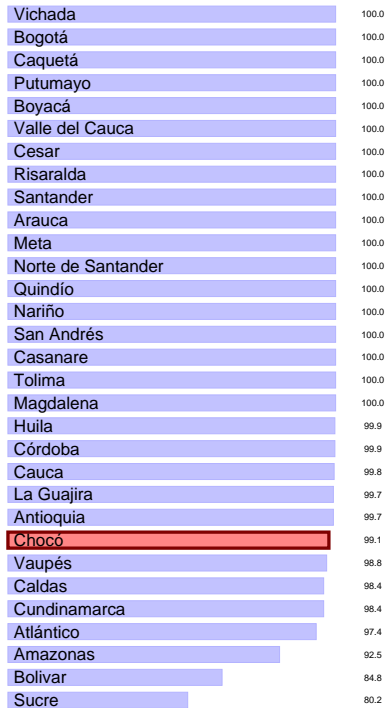 Vichada 100.0
Bogotá 100.0
Caquetá 100.0
Putumayo 100.0
Boyacá 100.0
Valle del Cauca 100.0
Cesar 100.0
Risaralda 100.0
Santander 100.0
Arauca 100.0
Meta 100.0
Norte de Santander 100.0
Quindío 100.0
Nariño 100.0
San Andrés 100.0
Casanare 100.0
Tolima 100.0
Magdalena 100.0
Huila 99.9
Córdoba 99.9
Cauca 99.8
La Guajira 99.7
Antioquia 99.7
Chocó 99.1
Vaupés 98.8
Caldas 98.4
Cundinamarca 98.4
Atlántico 97.4
Amazonas 92.5
Bolivar 84.8
Sucre 80.2